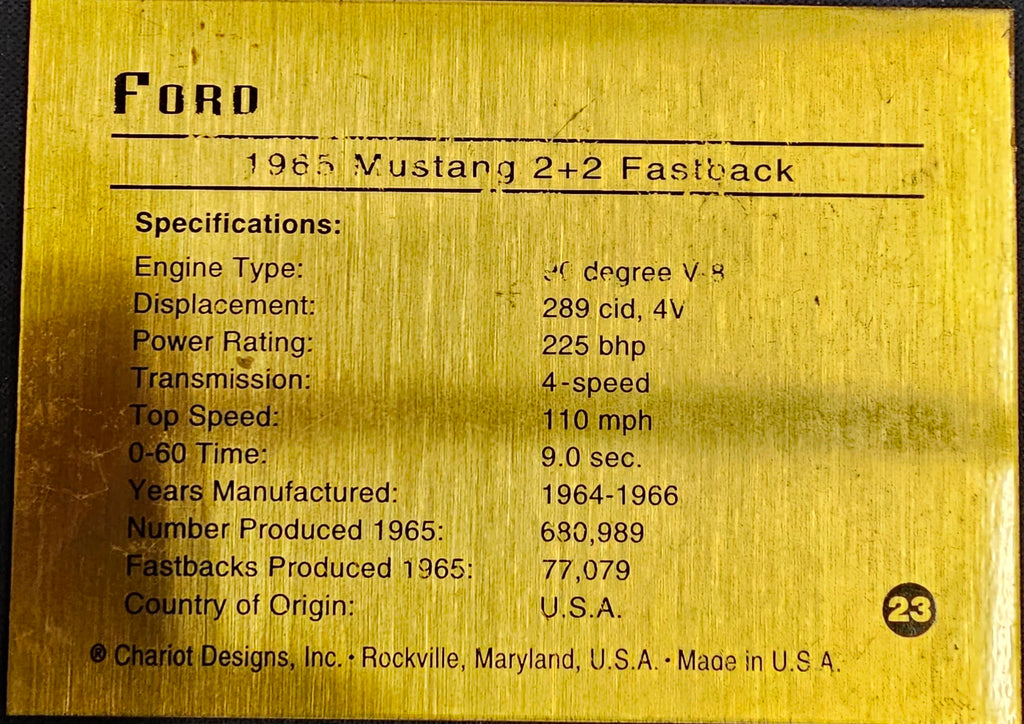 FORD
1965 Mustang 2+2 Fastback
Specifications:
Engine Type: 90 degree V-8
Displacement: 289 cid, 4V
Power Rating: 225 bhp
Transmission: 4-speed
Top Speed: 110 mph
0-60 Time: 9.0 sec.
Years Manufactured: 1964-1966
Number Produced 1965: 680,989
Fastbacks Produced 1965: 77,079
Country of Origin: U.S.A.
23
® Chariot Designs, Inc. • Rockville, Maryland, U.S.A. • Made in U.S.A.